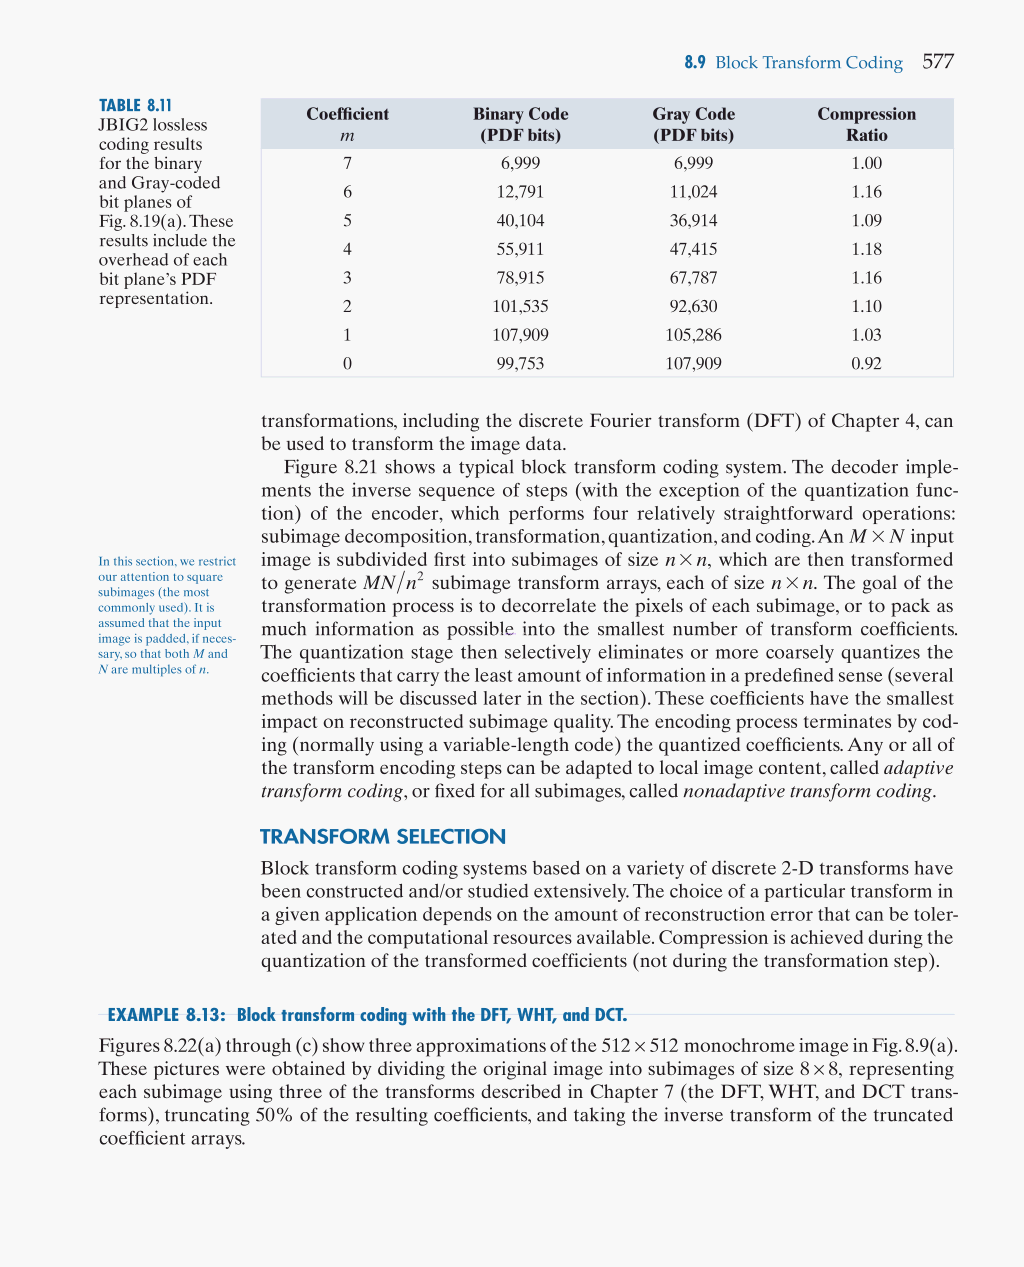 8.9 Block Transform Coding 577
TABLE 8.11
JBIG2 lossless
coding results
for the binary
and Gray-coded
bit planes of
Fig. 8.19(a). These
results include the
overhead of each
bit plane's PDF
representation.
Coefficient m Binary Code (PDF bits) Gray Code (PDF bits) Compression Ratio
7 6,999 6,999 1.00
6 12,791 11,024 1.16
5 40,104 36,914 1.09
4 55,911 47,415 1.18
3 78,915 67,787 1.16
2 101,535 92,630 1.10
1 107,909 105,286 1.03
0 99,753 107,909 0.92
transformations, including the discrete Fourier transform (DFT) of Chapter 4, can
be used to transform the image data.
Figure 8.21 shows a typical block transform coding system. The decoder imple-
ments the inverse sequence of steps (with the exception of the quantization func-
tion) of the encoder, which performs four relatively straightforward operations:
subimage decomposition, transformation, quantization, and coding. An M × N input
image is subdivided first into subimages of size n × n, which are then transformed
to generate MN/n² subimage transform arrays, each of size n × n. The goal of the
transformation process is to decorrelate the pixels of each subimage, or to pack as
much information as possible into the smallest number of transform coefficients.
The quantization stage then selectively eliminates or more coarsely quantizes the
coefficients that carry the least amount of information in a predefined sense (several
methods will be discussed later in the section). These coefficients have the smallest
impact on reconstructed subimage quality. The encoding process terminates by cod-
ing (normally using a variable-length code) the quantized coefficients. Any or all of
the transform encoding steps can be adapted to local image content, called adaptive
transform coding, or fixed for all subimages, called nonadaptive transform coding.
In this section, we restrict
our attention to square
subimages (the most
commonly used). It is
assumed that the input
image is padded, if neces-
sary, so that both M and
N are multiples of n.
TRANSFORM SELECTION
Block transform coding systems based on a variety of discrete 2-D transforms have
been constructed and/or studied extensively. The choice of a particular transform in
a given application depends on the amount of reconstruction error that can be toler-
ated and the computational resources available. Compression is achieved during the
quantization of the transformed coefficients (not during the transformation step).
EXAMPLE 8.13: Block transform coding with the DFT, WHT, and DCT.
Figures 8.22(a) through (c) show three approximations of the 512 × 512 monochrome image in Fig. 8.9(a).
These pictures were obtained by dividing the original image into subimages of size 8 × 8, representing
each subimage using three of the transforms described in Chapter 7 (the DFT, WHT, and DCT trans-
forms), truncating 50% of the resulting coefficients, and taking the inverse transform of the truncated
coefficient arrays.